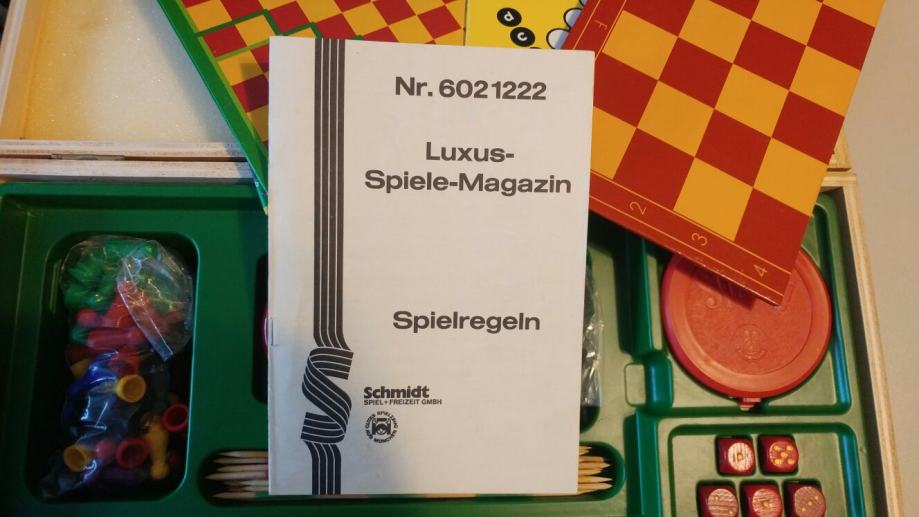 Nr. 6021222
Luxus-
Spiele-Magazin
Spielregeln
Schmidt
SPIEL+FREIZEIT GMBH
d
c
F
2
3
4